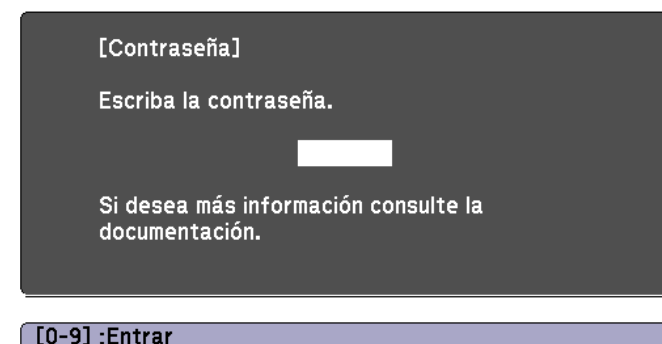 [Contraseña]
Escriba la contraseña.
Si desea más información consulte la
documentación.
[0-9] :Entrar